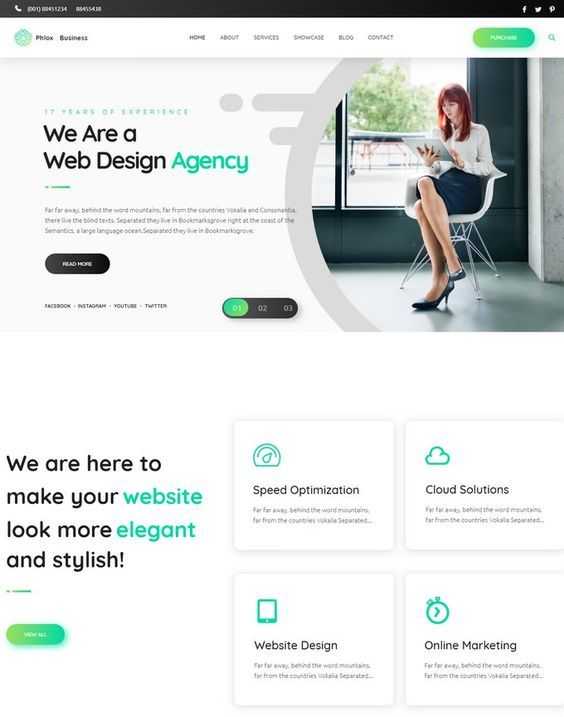 (001) 88451234 88455438
Phlox Business
HOME ABOUT SERVICES SHOWCASE BLOG CONTACT
PURCHASE
17 YEARS OF EXPERIENCE
We Are a
Web Design Agency
Far far away, behind the word mountains, far from the countries Vokalia and Consonantia,
there live the blind texts. Separated they live in Bookmarksgrove right at the coast of the
Semantics, a large language ocean.Separated they live in Bookmarksgrove.
READ MORE
FACEBOOK - INSTAGRAM - YOUTUBE - TWITTER
01 02 03
We are here to
make your website
look more elegant
and stylish!
VIEW ALL
Speed Optimization
Far far away, behind the word mountains,
far from the countries Vokalia Separated...
Cloud Solutions
Far far away, behind the word mountains,
far from the countries Vokalia Separated...
Website Design
Far far away, behind the word mountains,
far from the countries Vokalia Separated...
Online Marketing
Far far away, behind the word mountains,
far from the countries Vokalia Separated...